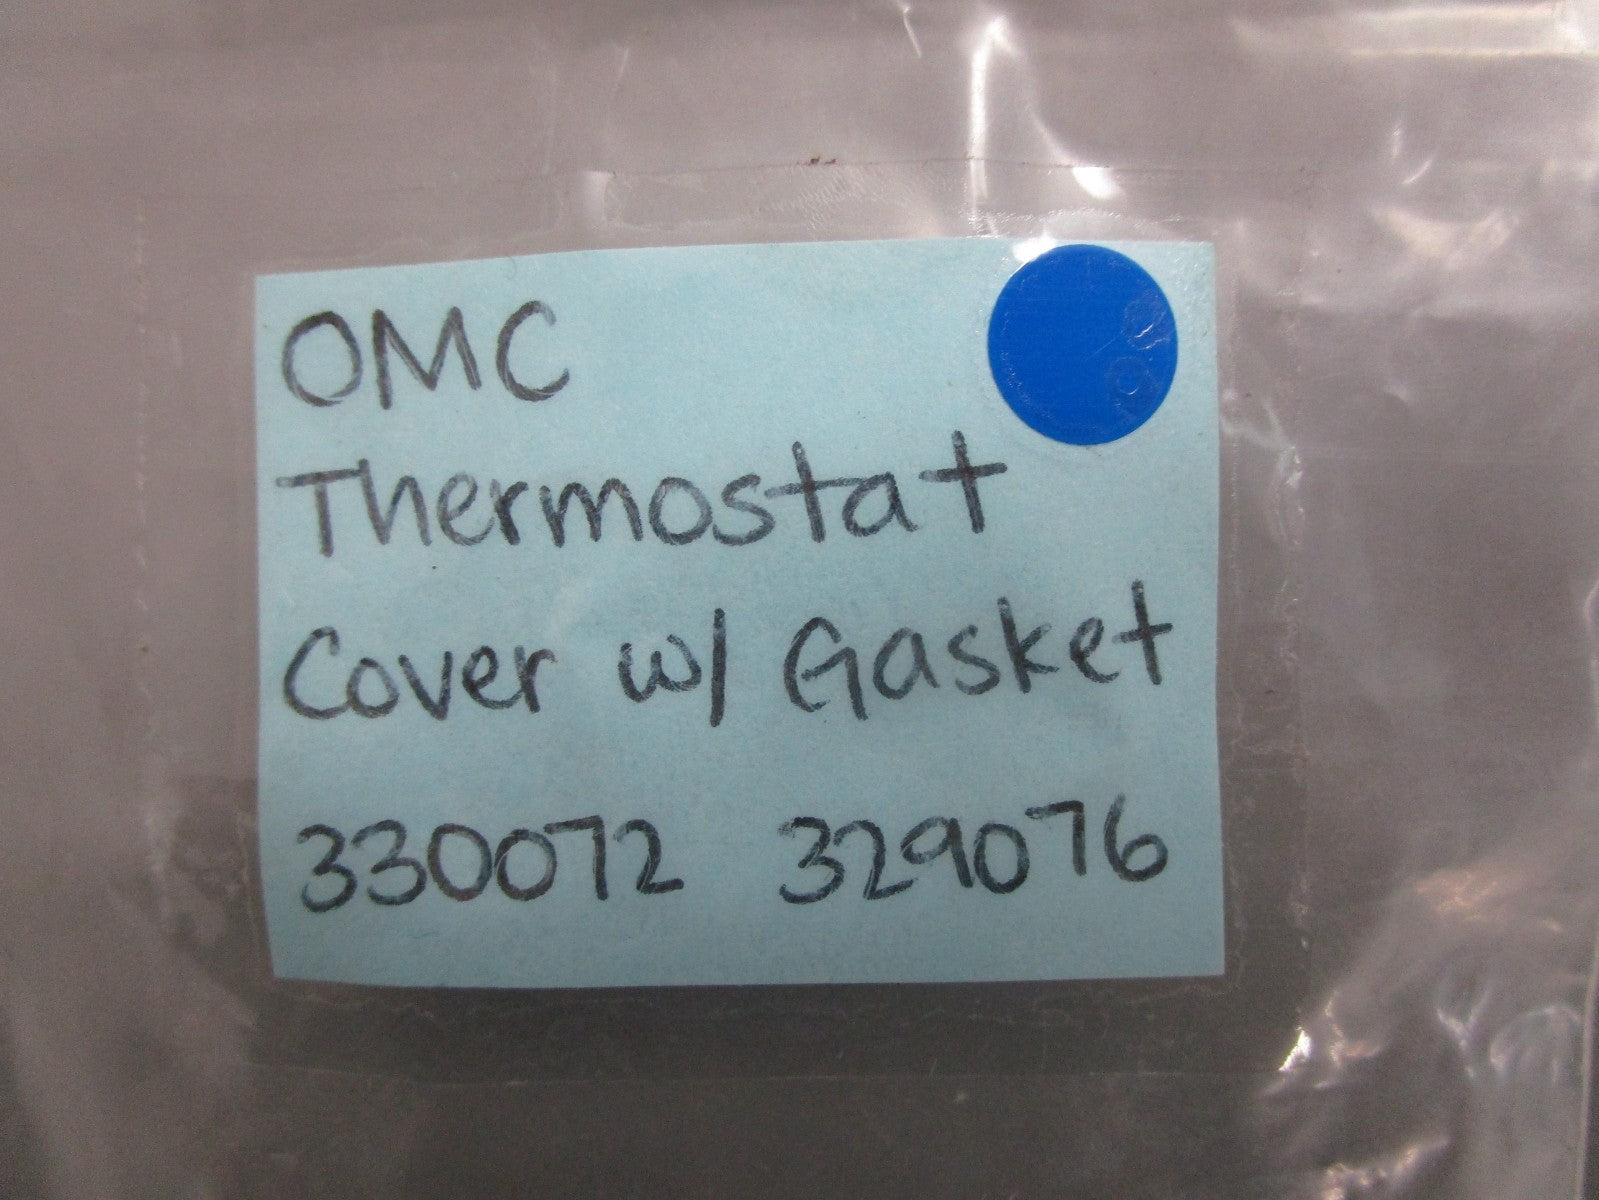 OMC
Thermostat
Cover w/ Gasket
330072 329076